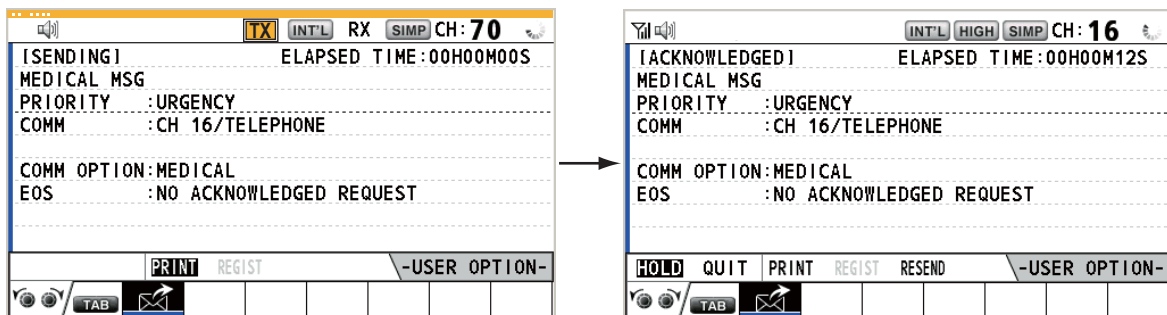 TX INT'L RX SIMP CH: 70
[SENDING] ELAPSED TIME:00H00M00S
MEDICAL MSG
PRIORITY :URGENCY
COMM :CH 16/TELEPHONE
COMM OPTION:MEDICAL
EOS :NO ACKNOWLEDGED REQUEST
PRINT REGIST -USER OPTION-
TAB
INT'L HIGH SIMP CH: 16
[ACKNOWLEDGED] ELAPSED TIME:00H00M12S
MEDICAL MSG
PRIORITY :URGENCY
COMM :CH 16/TELEPHONE
COMM OPTION:MEDICAL
EOS :NO ACKNOWLEDGED REQUEST
HOLD QUIT PRINT REGIST RESEND -USER OPTION-
TAB